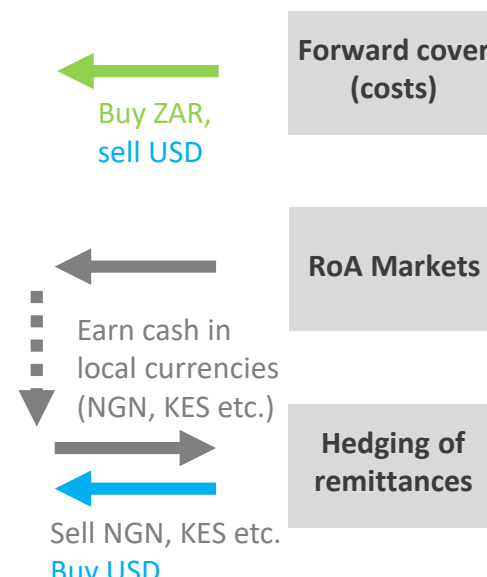 Forward cover
(costs)
Buy ZAR,
sell USD
RoA Markets
Earn cash in
local currencies
(NGN, KES etc.)
Hedging of
remittances
Sell NGN, KES etc.
Buy USD